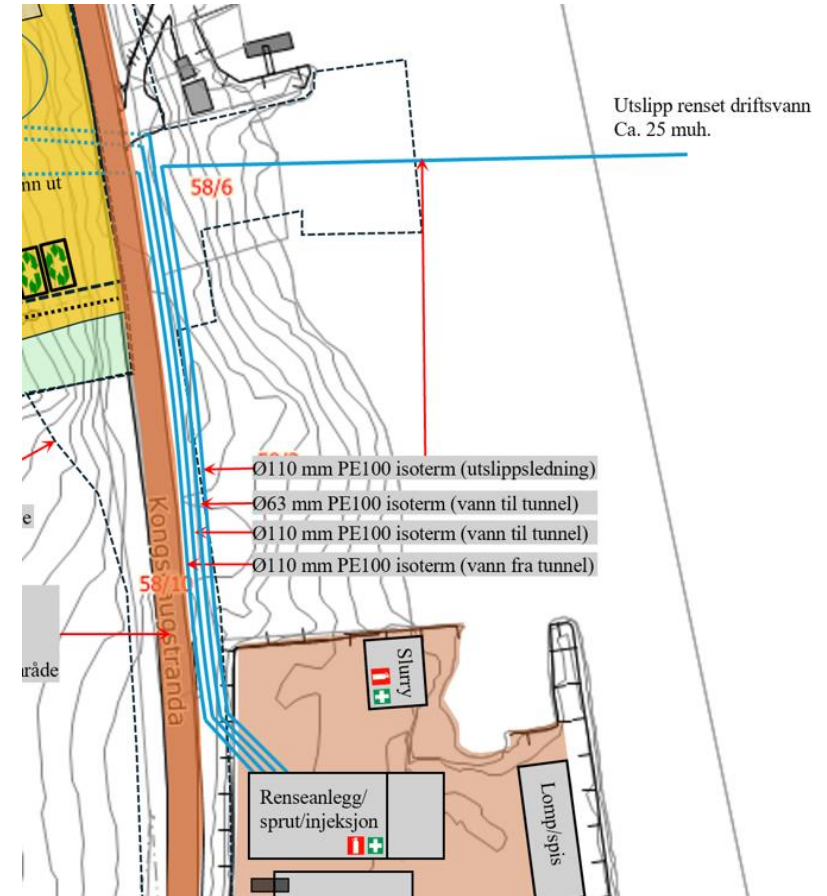 Utslipp renset driftsvann
Ca. 25 muh.
nn ut
58/6
Ø110 mm PE100 isoterm (utslippsledning)
Ø63 mm PE100 isoterm (vann til tunnel)
Ø110 mm PE100 isoterm (vann til tunnel)
Ø110 mm PE100 isoterm (vann fra tunnel)
e
58/10
åde
Slurry
Renseanlegg/
sprut/injeksjon
Lomp/spis